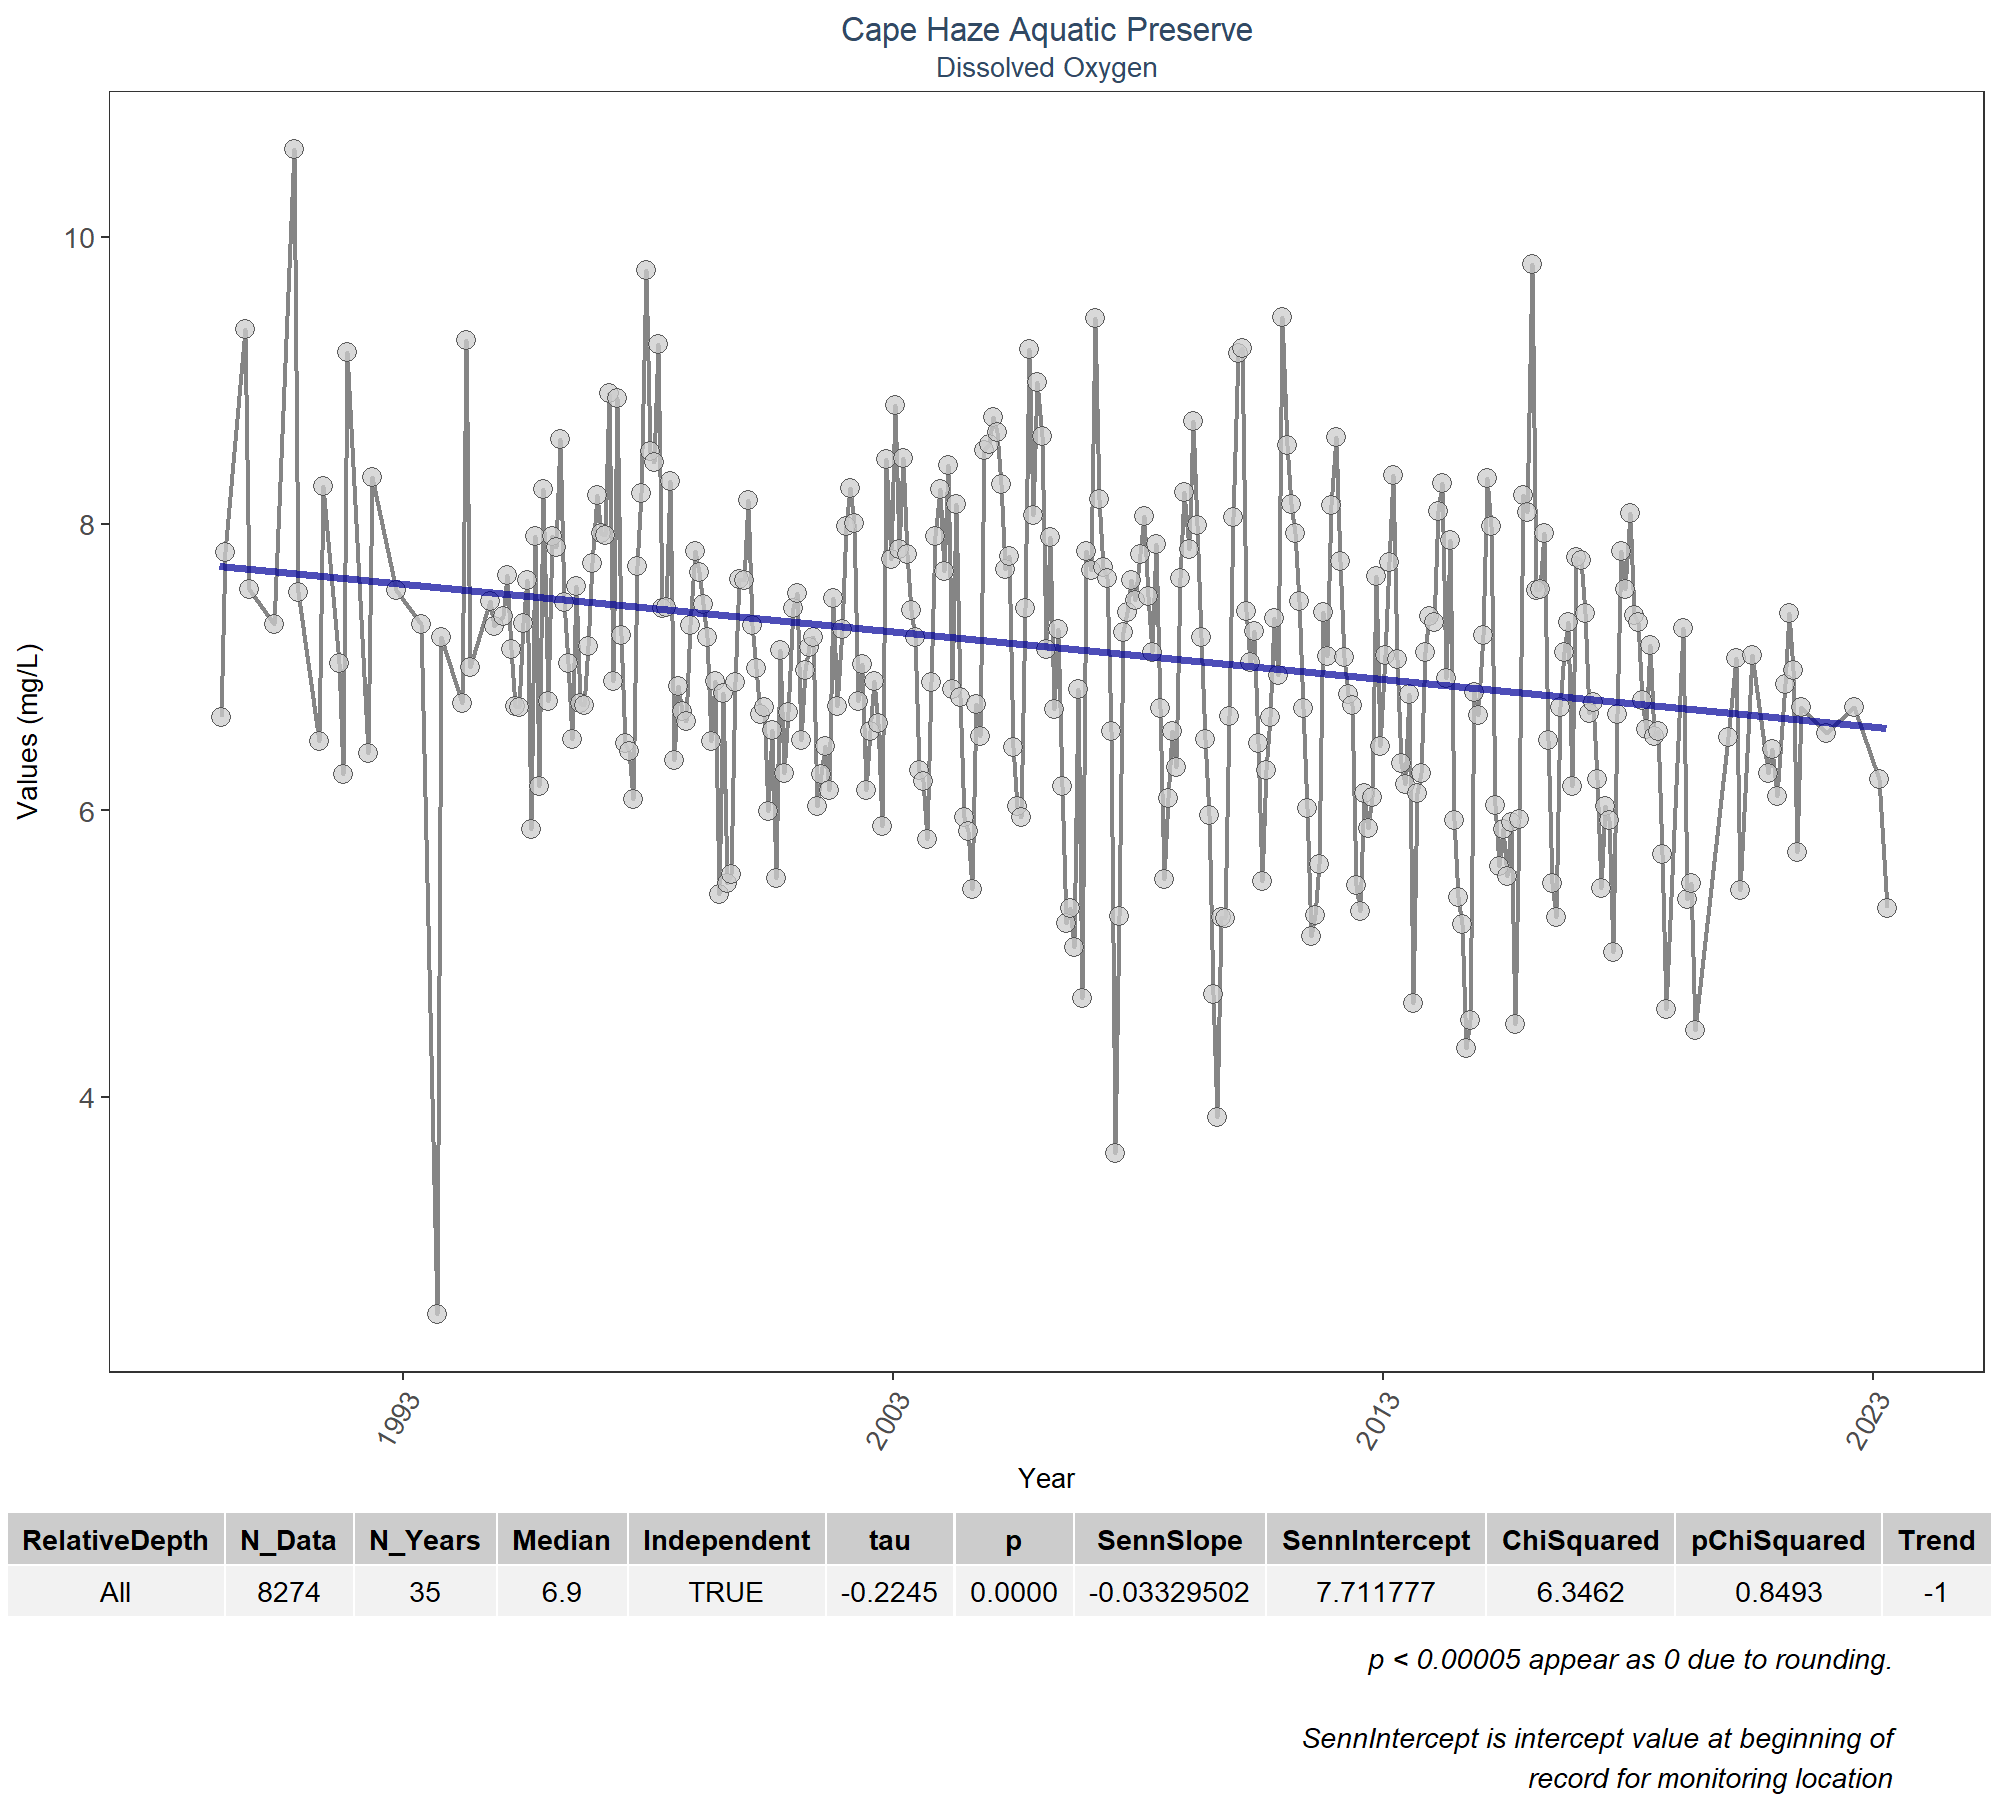 Cape Haze Aquatic Preserve
Dissolved Oxygen
Values (mg/L)
10
8
6
4
1993
2003
2013
2023
Year
RelativeDepth N_Data N_Years Median Independent tau p SennSlope SennIntercept ChiSquared pChiSquared Trend
All 8274 35 6.9 TRUE -0.2245 0.0000 -0.03329502 7.711777 6.3462 0.8493 -1
p < 0.00005 appear as 0 due to rounding.
SennIntercept is intercept value at beginning of
record for monitoring location